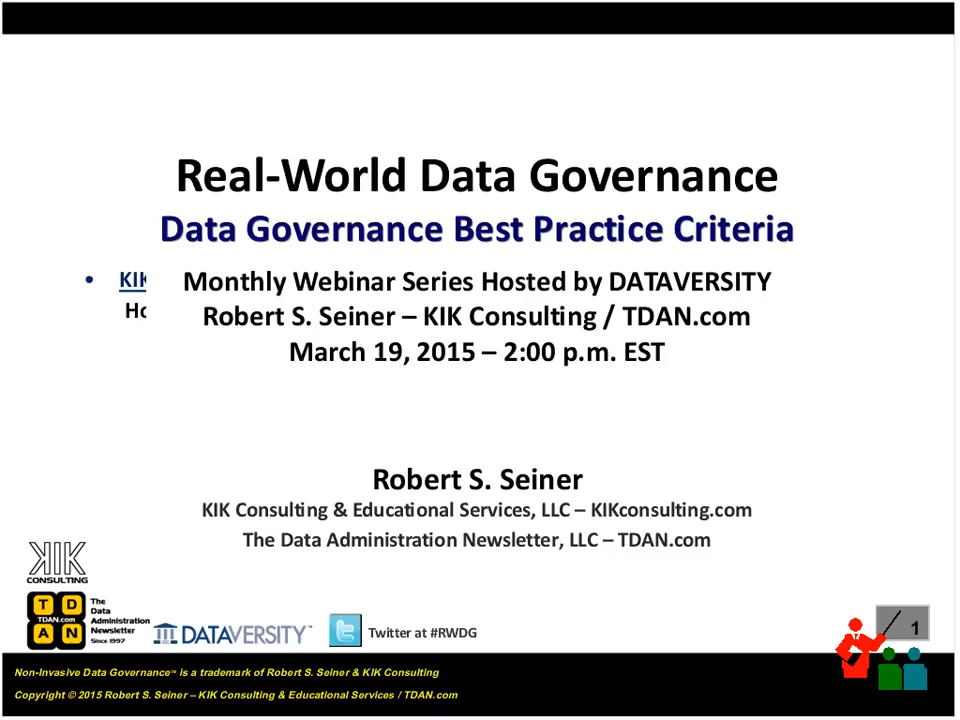 Real-World Data Governance
Data Governance Best Practice Criteria
• KIK
Ho
Monthly Webinar Series Hosted by DATAVERSITY
Robert S. Seiner – KIK Consulting / TDAN.com
March 19, 2015 – 2:00 p.m. EST
Robert S. Seiner
KIK Consulting & Educational Services, LLC – KIKconsulting.com
The Data Administration Newsletter, LLC – TDAN.com
KIK
CONSULTING
T D
TDAN.com
A N
The
Data
Administration
Newsletter
Since 1997
DATAVERSITY™
Twitter at #RWDG
1
Non-Invasive Data Governance™ is a trademark of Robert S. Seiner & KIK Consulting
Copyright © 2015 Robert S. Seiner – KIK Consulting & Educational Services / TDAN.com